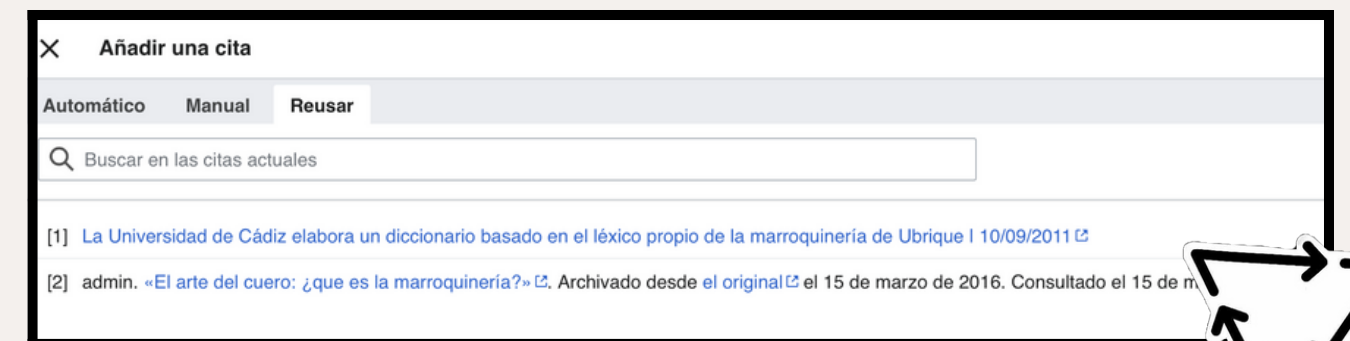 Añadir una cita
Automático Manual Reusar
Buscar en las citas actuales
[1] La Universidad de Cádiz elabora un diccionario basado en el léxico propio de la marroquinería de Ubrique | 10/09/2011
[2] admin. «El arte del cuero: ¿que es la marroquinería?». Archivado desde el original el 15 de marzo de 2016. Consultado el 15 de